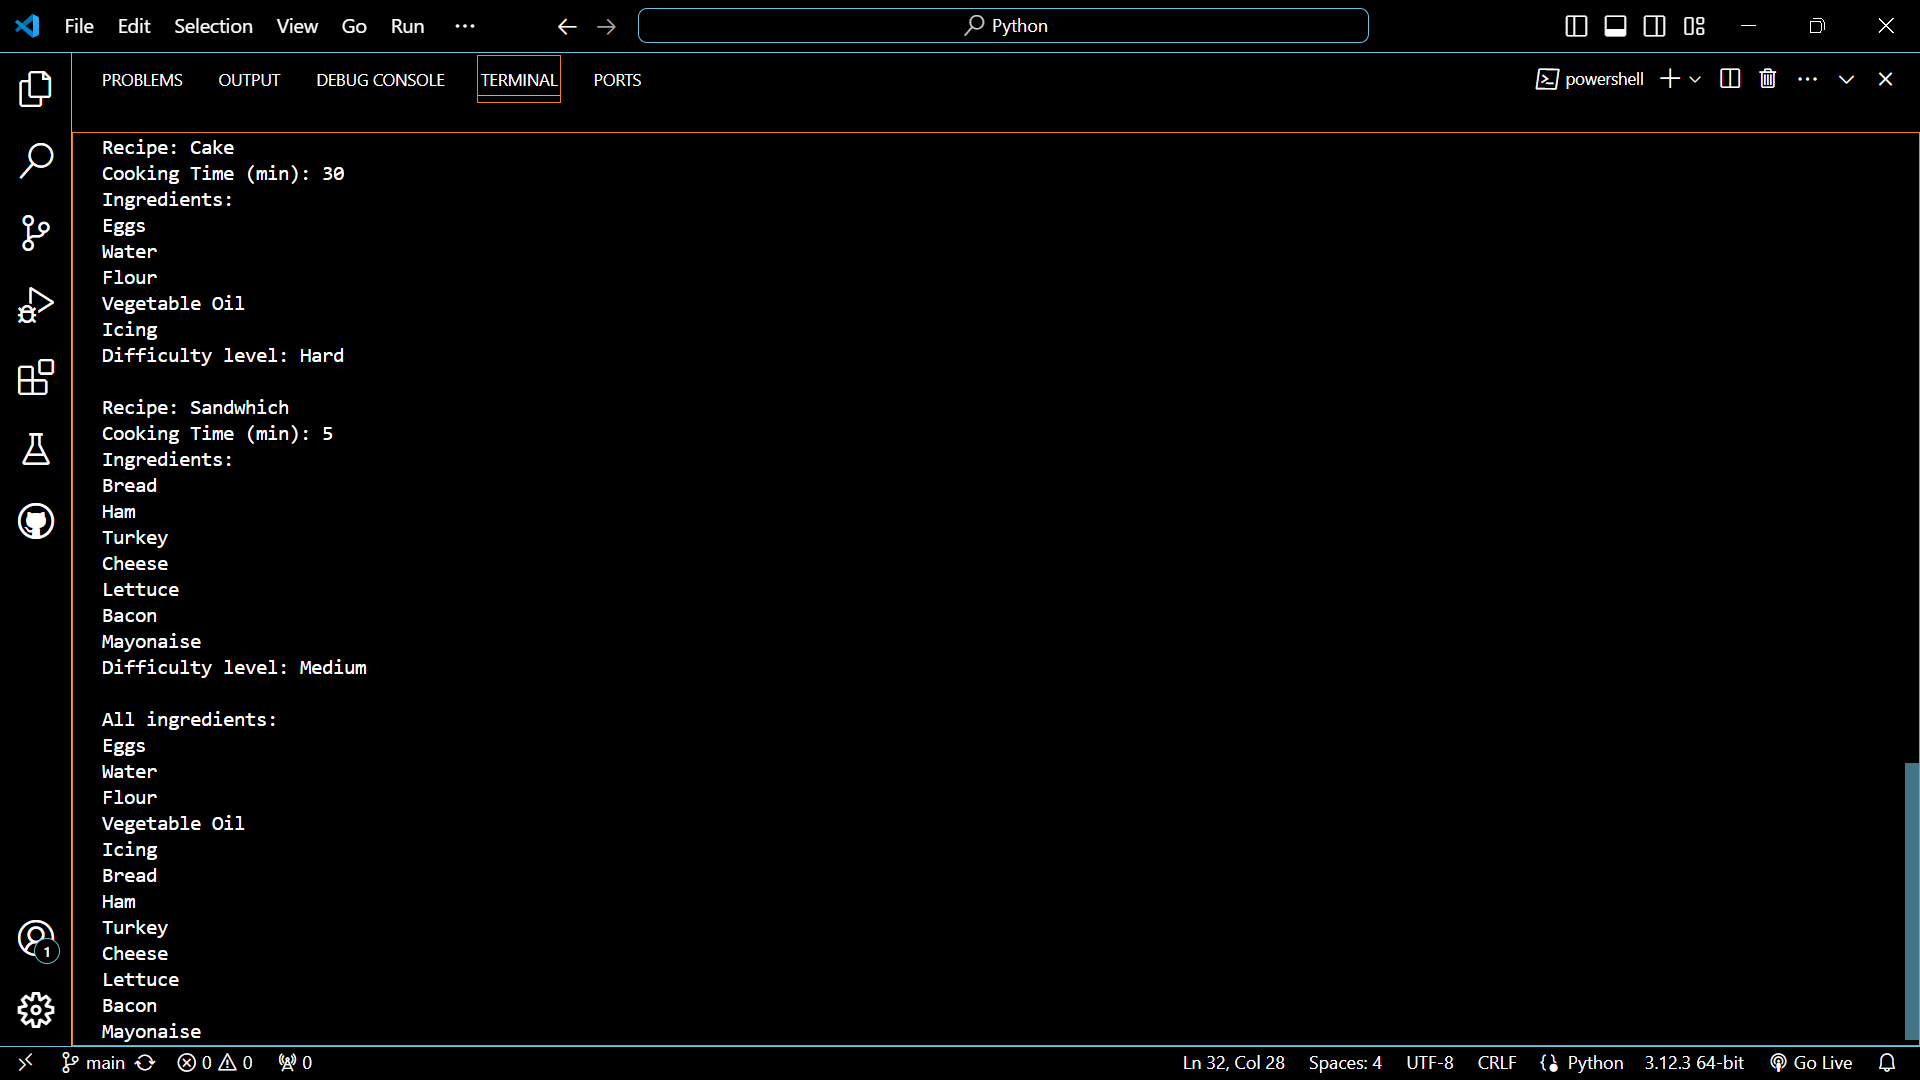 File Edit Selection View Go Run ··· Python
PROBLEMS OUTPUT DEBUG CONSOLE TERMINAL PORTS powershell
Recipe: Cake
Cooking Time (min): 30
Ingredients:
Eggs
Water
Flour
Vegetable Oil
Icing
Difficulty level: Hard
Recipe: Sandwhich
Cooking Time (min): 5
Ingredients:
Bread
Ham
Turkey
Cheese
Lettuce
Bacon
Mayonaise
Difficulty level: Medium
All ingredients:
Eggs
Water
Flour
Vegetable Oil
Icing
Bread
Ham
Turkey
Cheese
Lettuce
Bacon
Mayonaise
1
main 0 0 0 Ln 32, Col 28 Spaces: 4 UTF-8 CRLF Python 3.12.3 64-bit Go Live